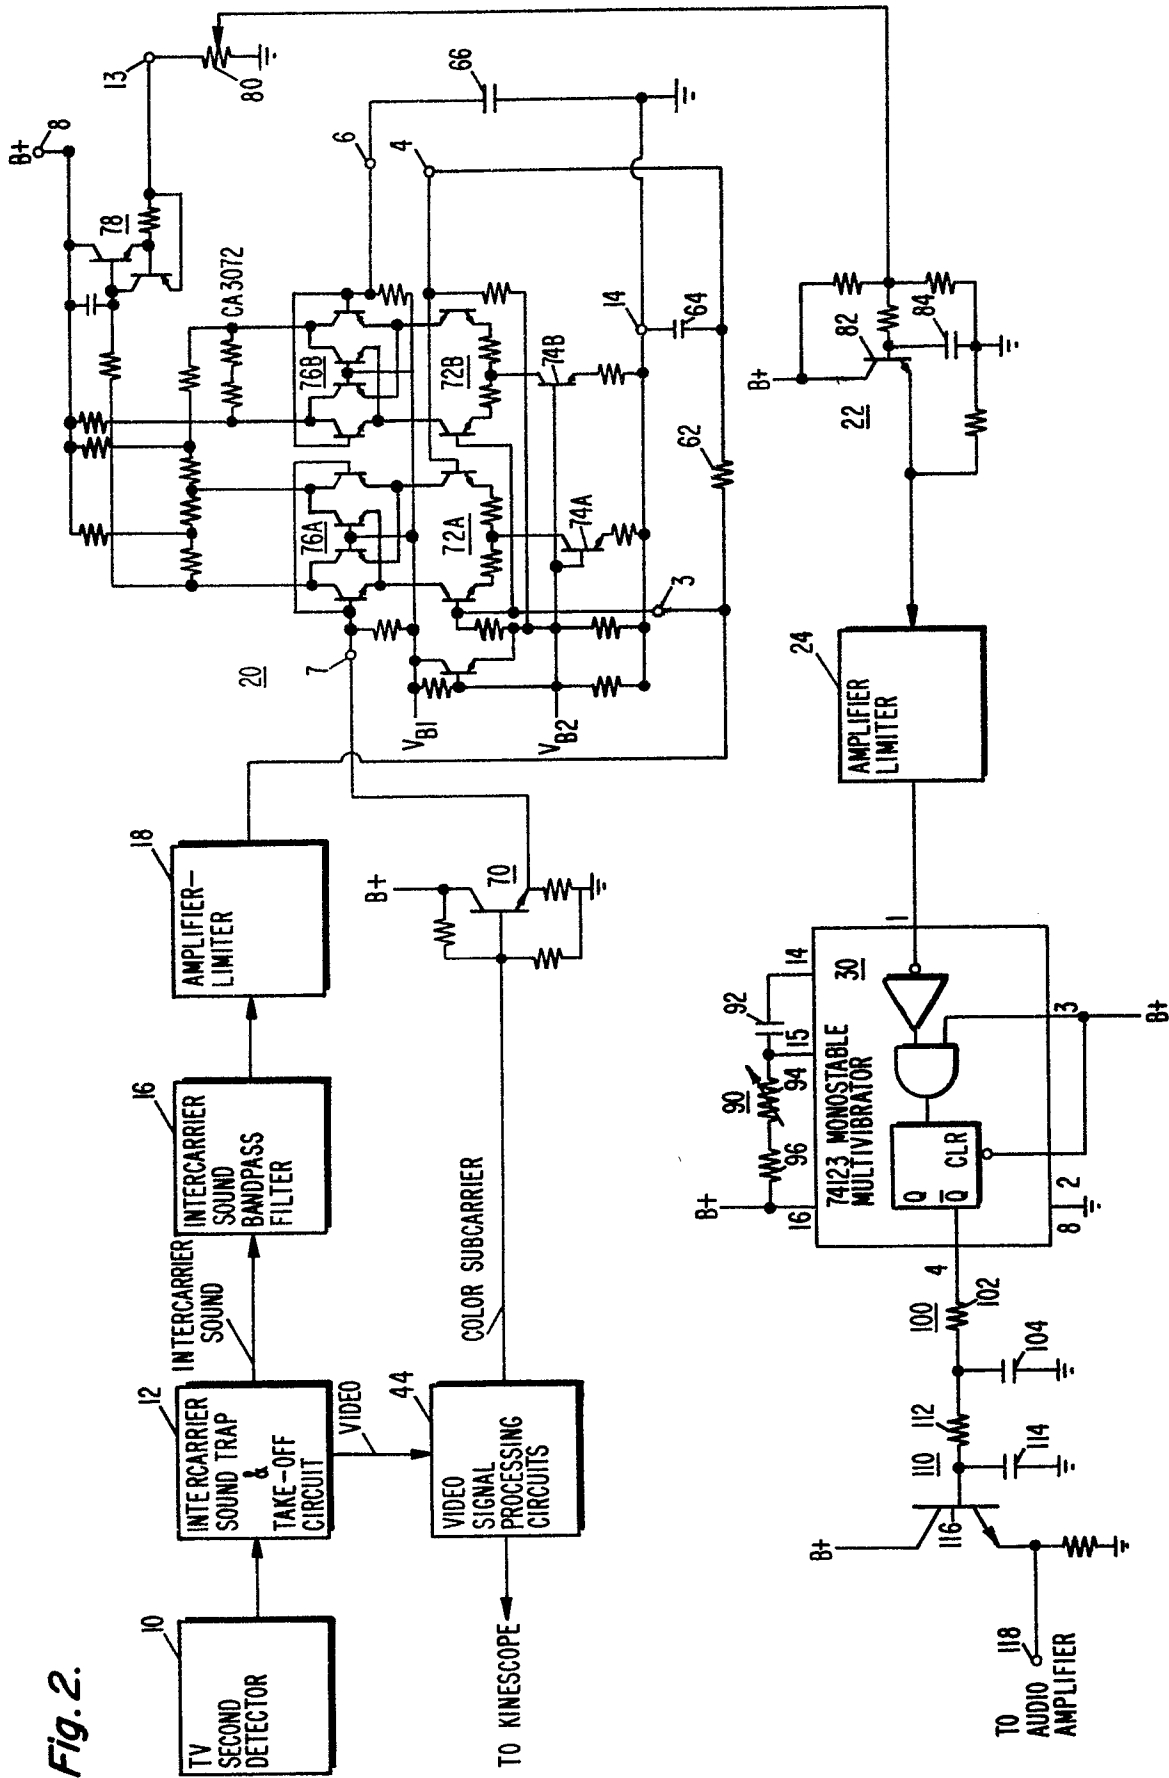 Fig. 2.
10
TV
SECOND
DETECTOR
12
INTERCARRIER
SOUND TRAP
&
TAKE-OFF
CIRCUIT
INTERCARRIER
SOUND
16
INTERCARRIER
SOUND
BANDPASS
FILTER
18
AMPLIFIER-
LIMITER
VIDEO
44
VIDEO
SIGNAL
PROCESSING
CIRCUITS
TO KINESCOPE
COLOR SUBCARRIER
B+
70
20
7
VB1
VB2
76A
76B
72A
72B
74A
74B
CA 3072
78
B+
8
13
80
6
66
4
14
64
62
3
B+
82
84
22
24
AMPLIFIER
LIMITER
1
30
74123 MONOSTABLE
MULTIVIBRATOR
14
15
92
94
90
96
B+
16
Q
Q
CLR
3
B+
2
8
4
100
102
104
112
110
114
116
B+
118
TO
AUDIO
AMPLIFIER